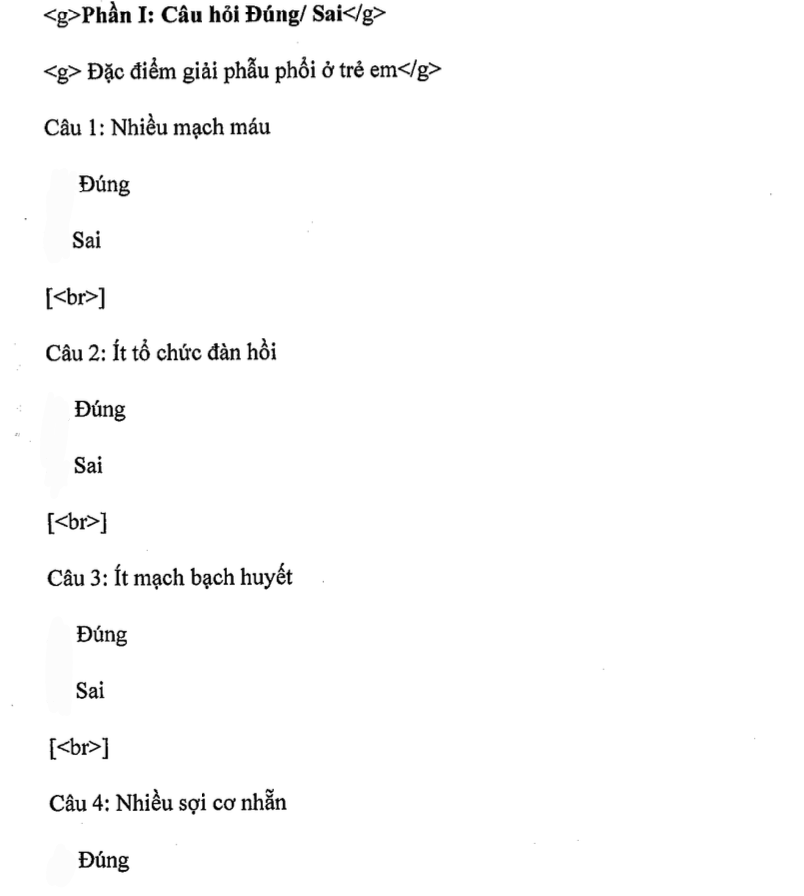 <g>Phần I: Câu hỏi Đúng/ Sai</g>
<g> Đặc điểm giải phẫu phổi ở trẻ em</g>
Câu 1: Nhiều mạch máu
Đúng
Sai
[<br>]
Câu 2: Ít tổ chức đàn hồi
Đúng
Sai
[<br>]
Câu 3: Ít mạch bạch huyết
Đúng
Sai
[<br>]
Câu 4: Nhiều sợi cơ nhẵn
Đúng